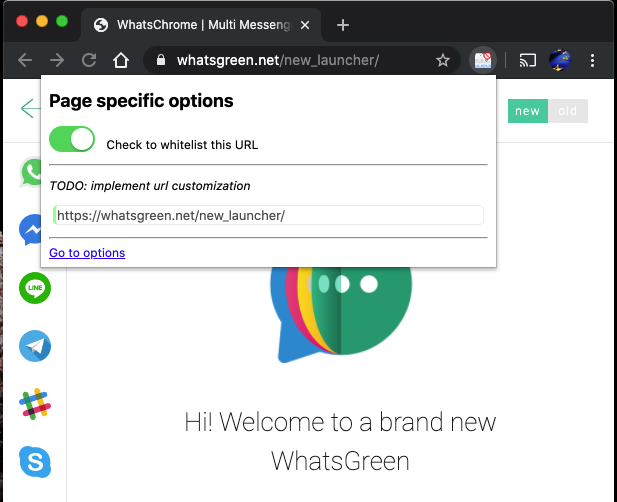 WhatsChrome | Multi Messeng
whatsgreen.net/new_launcher/
Page specific options
Check to whitelist this URL
TODO: implement url customization
https://whatsgreen.net/new_launcher/
Go to options
new old
LINE
Hi! Welcome to a brand new
WhatsGreen